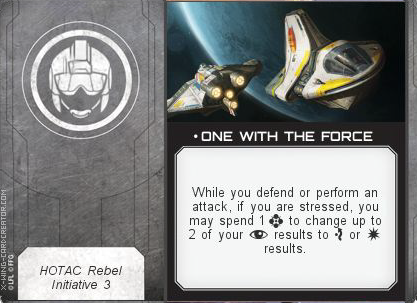 • ONE WITH THE FORCE
While you defend or perform an
attack, if you are stressed, you
may spend 1 to change up to
2 of your results to or
results.
HOTAC Rebel
Initiative 3
X-WING-CARD-CREATOR.COM
© LFL © FFG